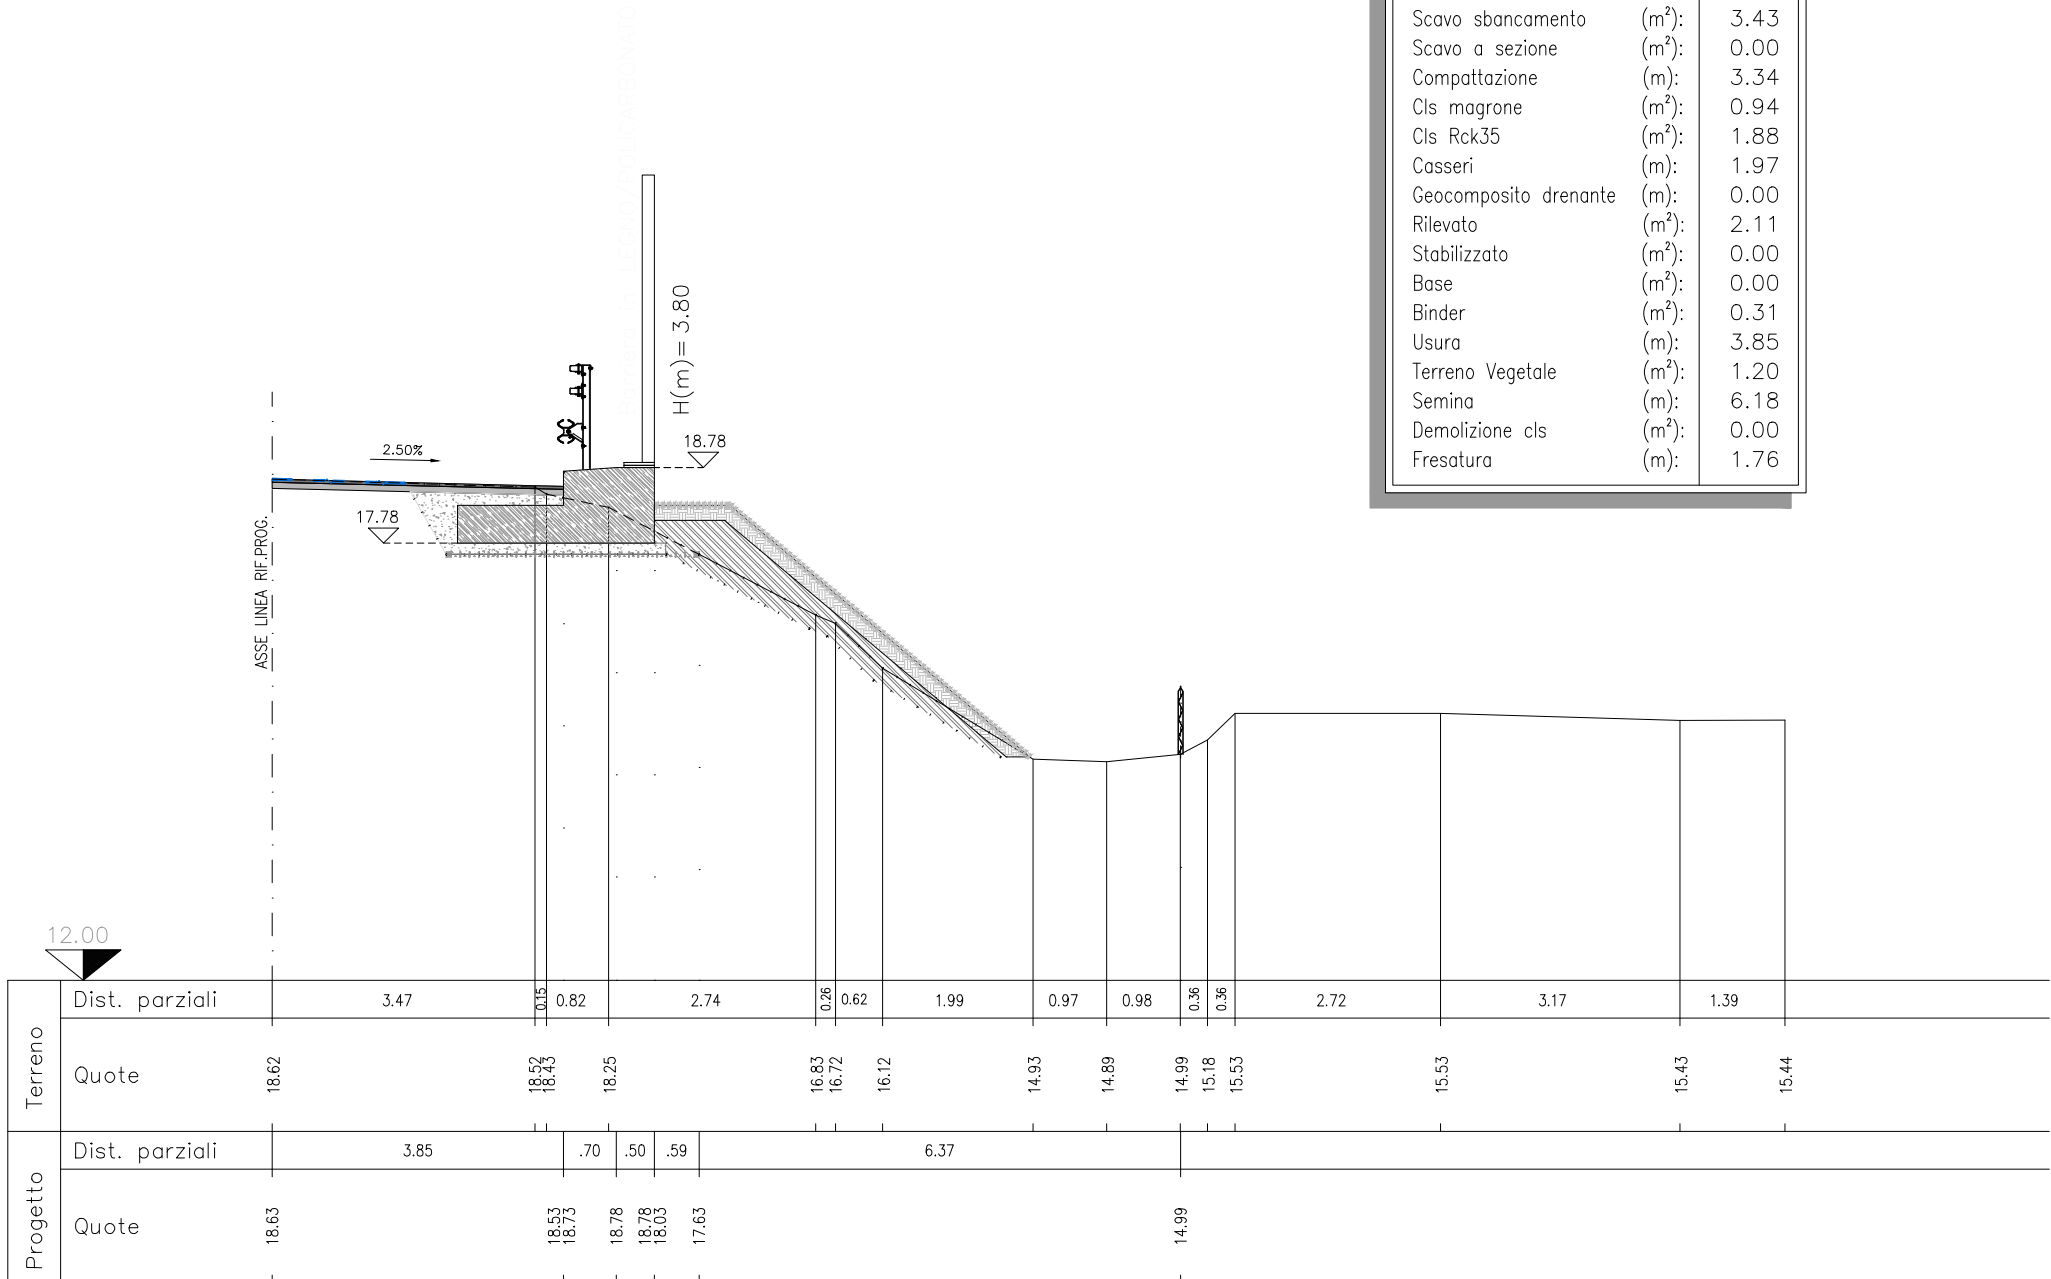 Scavo sbancamento (m²): 3.43
Scavo a sezione (m²): 0.00
Compattazione (m): 3.34
Cls magrone (m²): 0.94
Cls Rck35 (m²): 1.88
Casseri (m): 1.97
Geocomposito drenante (m): 0.00
Rilevato (m²): 2.11
Stabilizzato (m²): 0.00
Base (m²): 0.00
Binder (m²): 0.31
Usura (m): 3.85
Terreno Vegetale (m²): 1.20
Semina (m): 6.18
Demolizione cls (m²): 0.00
Fresatura (m): 1.76
H(m)= 3.80
18.78
2.50%
17.78
ASSE LINEA RIF.PROG.
12.00
Terreno
Dist. parziali 3.47 0.15 0.82 2.74 0.26 0.62 1.99 0.97 0.98 0.36 0.36 2.72 3.17 1.39
Quote 18.62 18.52 18.43 18.25 16.83 16.72 16.12 14.93 14.89 14.99 15.18 15.53 15.53 15.43 15.44
Progetto
Dist. parziali 3.85 .70 .50 .59 6.37
Quote 18.63 18.53 18.73 18.78 18.78 18.03 17.63 14.99